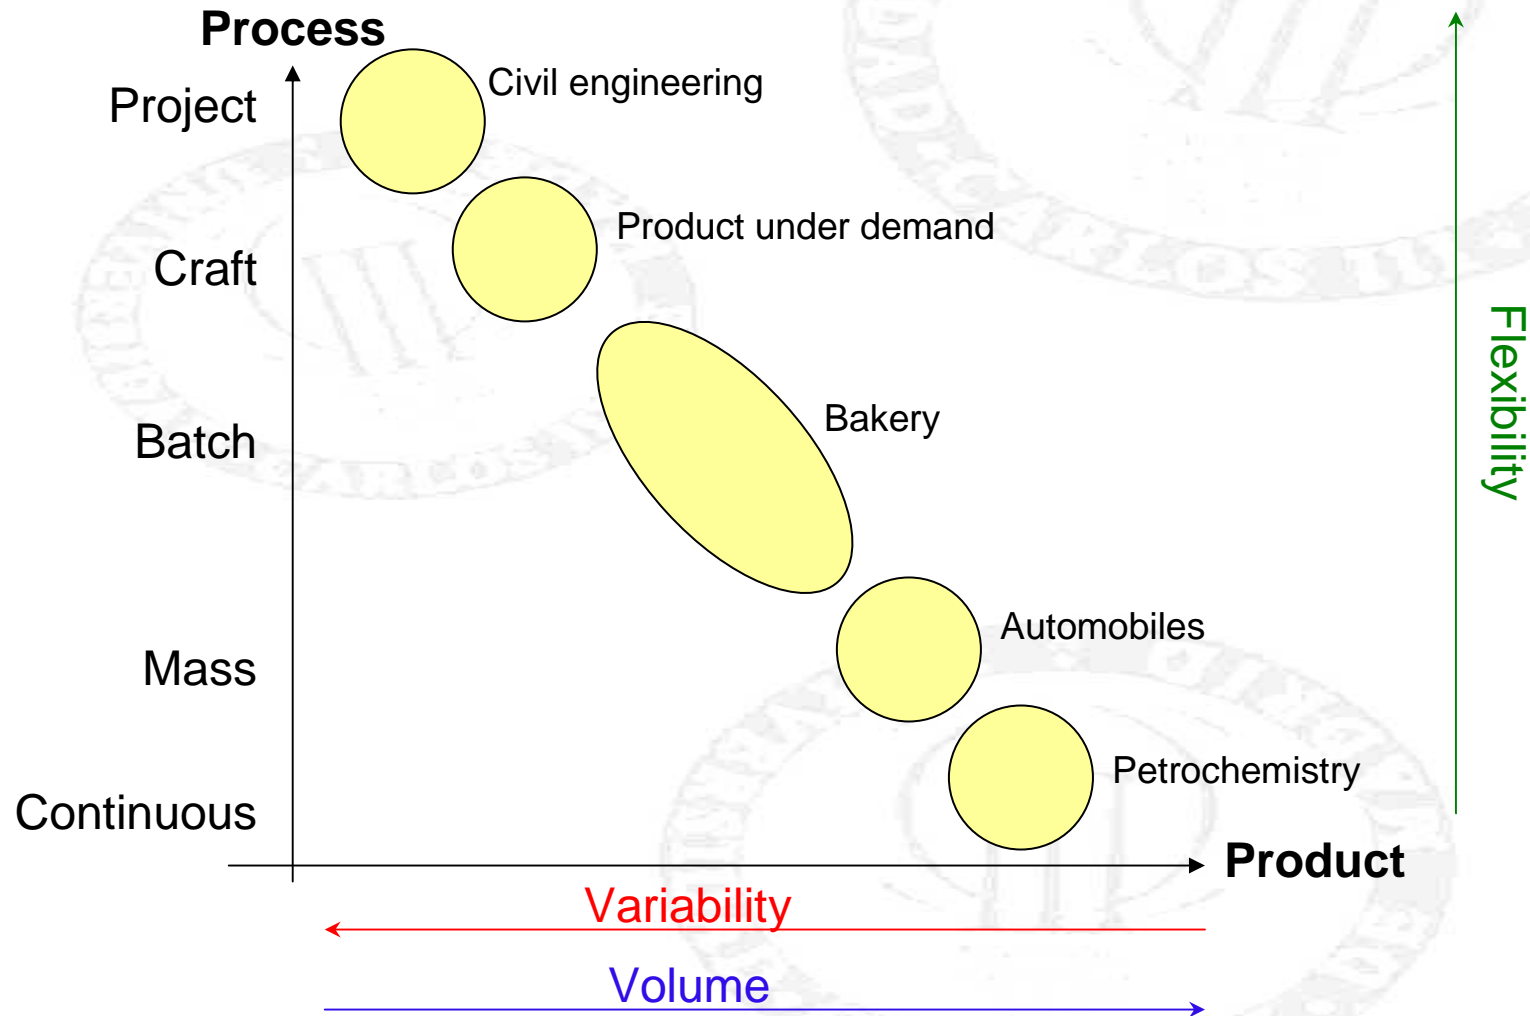 Process
Project
Civil engineering
Product under demand
Craft
Flexibility
Bakery
Batch
Automobiles
Mass
Petrochemistry
Continuous
Product
Variability
Volume